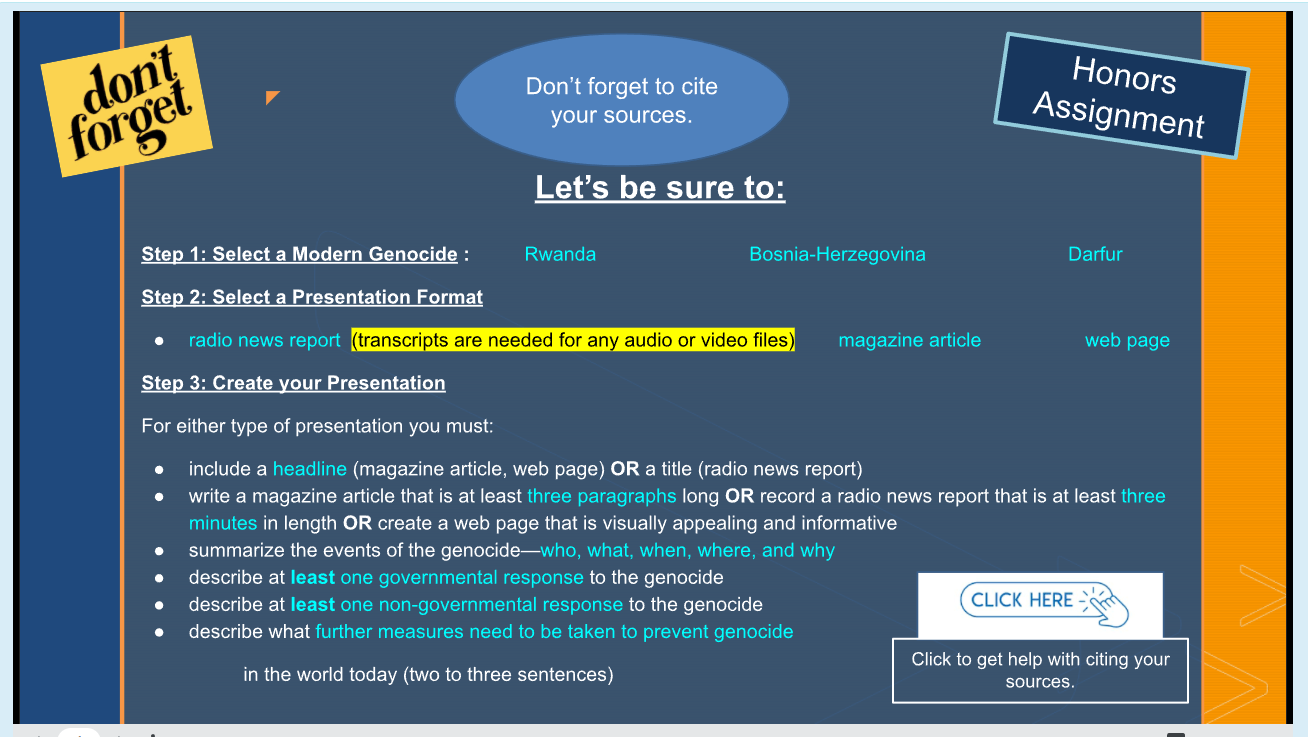 don't
forget
Don't forget to cite
your sources.
Honors
Assignment
Let's be sure to:
Step 1: Select a Modern Genocide : Rwanda Bosnia-Herzegovina Darfur
Step 2: Select a Presentation Format
● radio news report (transcripts are needed for any audio or video files) magazine article web page
Step 3: Create your Presentation
For either type of presentation you must:
● include a headline (magazine article, web page) OR a title (radio news report)
● write a magazine article that is at least three paragraphs long OR record a radio news report that is at least three
minutes in length OR create a web page that is visually appealing and informative
● summarize the events of the genocide—who, what, when, where, and why
● describe at least one governmental response to the genocide
● describe at least one non-governmental response to the genocide
● describe what further measures need to be taken to prevent genocide
in the world today (two to three sentences)
CLICK HERE
Click to get help with citing your
sources.